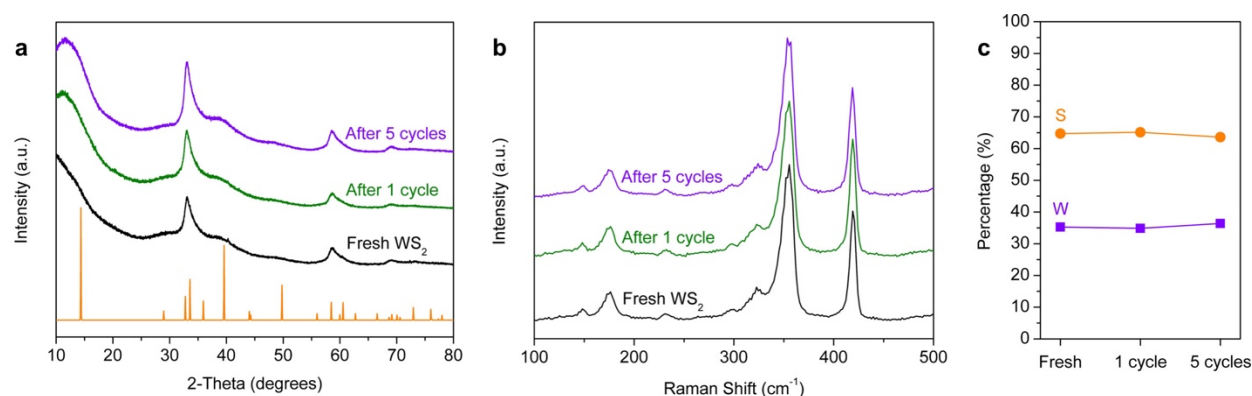 a
After 5 cycles
After 1 cycle
Fresh WS₂
Intensity (a.u.)
10 20 30 40 50 60 70 80
2-Theta (degrees)
b
After 5 cycles
After 1 cycle
Fresh WS₂
Intensity (a.u.)
100 200 300 400 500
Raman Shift (cm⁻¹)
c
100
90
80
70
60
50
40
30
20
10
0
Percentage (%)
S
W
Fresh 1 cycle 5 cycles